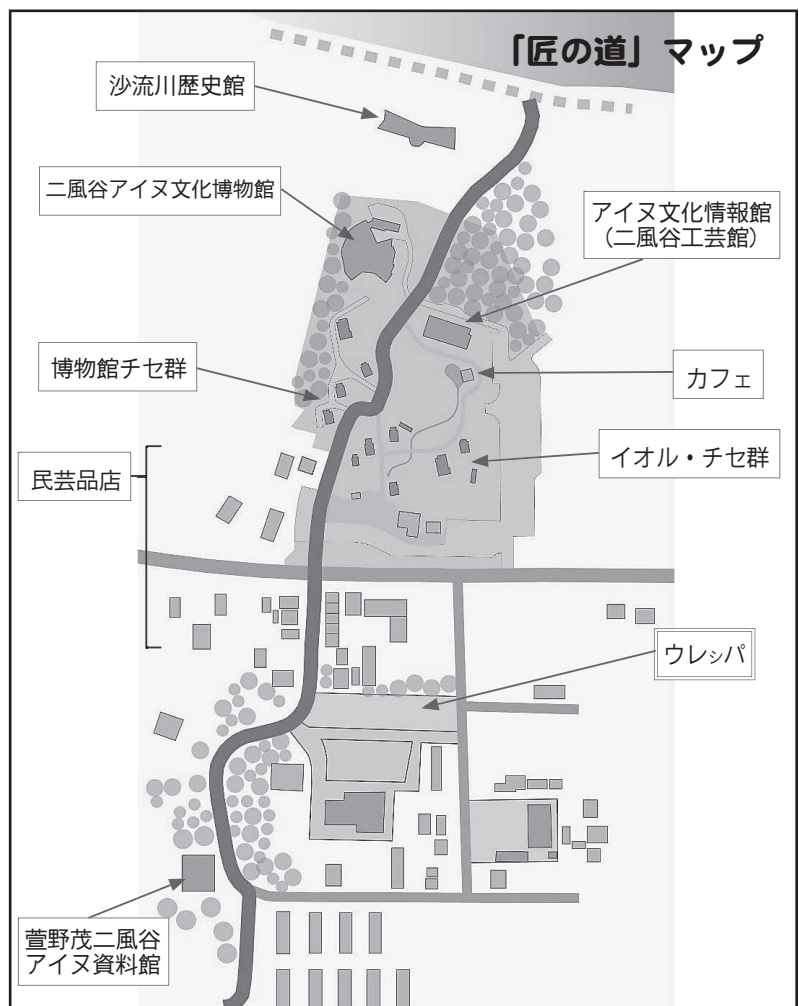 「匠の道」マップ
沙流川歴史館
二風谷アイヌ文化博物館
アイヌ文化情報館
（二風谷工芸館）
博物館チセ群
カフェ
民芸品店
イオル・チセ群
ウレㇱパ
萱野茂二風谷
アイヌ資料館